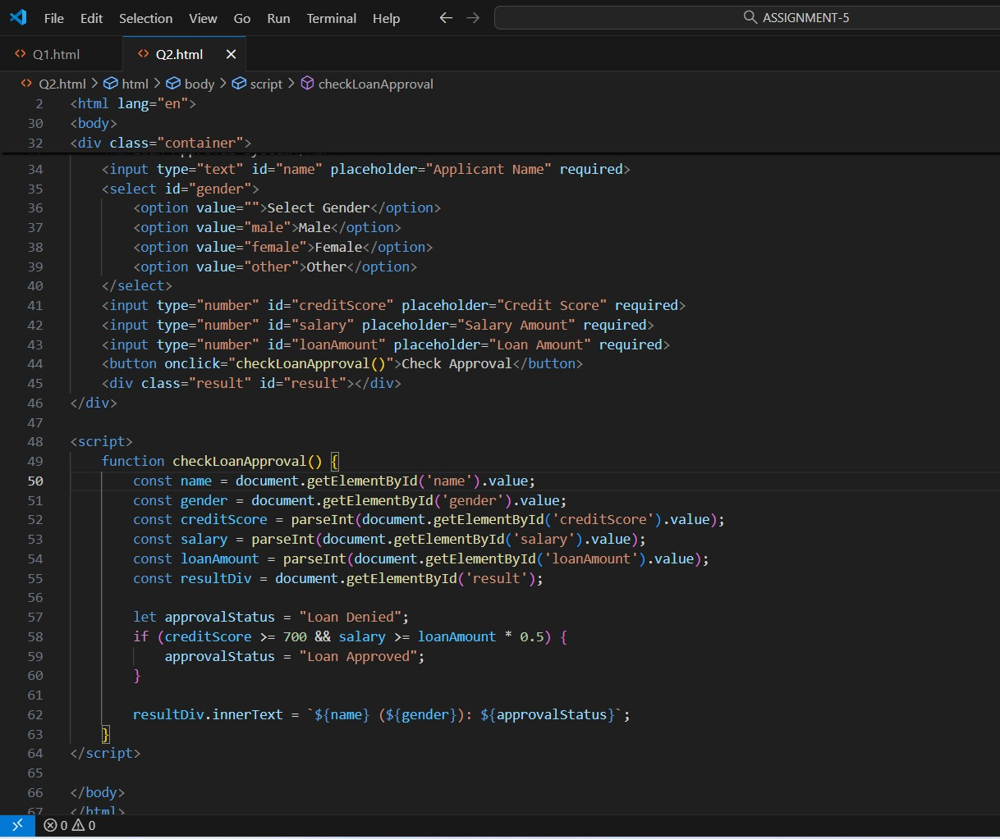 File Edit Selection View Go Run Terminal Help ASSIGNMENT-5
Q1.html Q2.html
Q2.html > html > body > script > checkLoanApproval
2 <html lang="en">
30 <body>
32 <div class="container">
34 <input type="text" id="name" placeholder="Applicant Name" required>
35 <select id="gender">
36 <option value="">Select Gender</option>
37 <option value="male">Male</option>
38 <option value="female">Female</option>
39 <option value="other">Other</option>
40 </select>
41 <input type="number" id="creditScore" placeholder="Credit Score" required>
42 <input type="number" id="salary" placeholder="Salary Amount" required>
43 <input type="number" id="loanAmount" placeholder="Loan Amount" required>
44 <button onclick="checkLoanApproval()">Check Approval</button>
45 <div class="result" id="result"></div>
46 </div>
47
48 <script>
49 function checkLoanApproval() {
50 const name = document.getElementById('name').value;
51 const gender = document.getElementById('gender').value;
52 const creditScore = parseInt(document.getElementById('creditScore').value);
53 const salary = parseInt(document.getElementById('salary').value);
54 const loanAmount = parseInt(document.getElementById('loanAmount').value);
55 const resultDiv = document.getElementById('result');
56
57 let approvalStatus = "Loan Denied";
58 if (creditScore >= 700 && salary >= loanAmount * 0.5) {
59 approvalStatus = "Loan Approved";
60 }
61
62 resultDiv.innerText = `${name} (${gender}): ${approvalStatus}`;
63 }
64 </script>
65
66 </body>
67 </html>
0 0